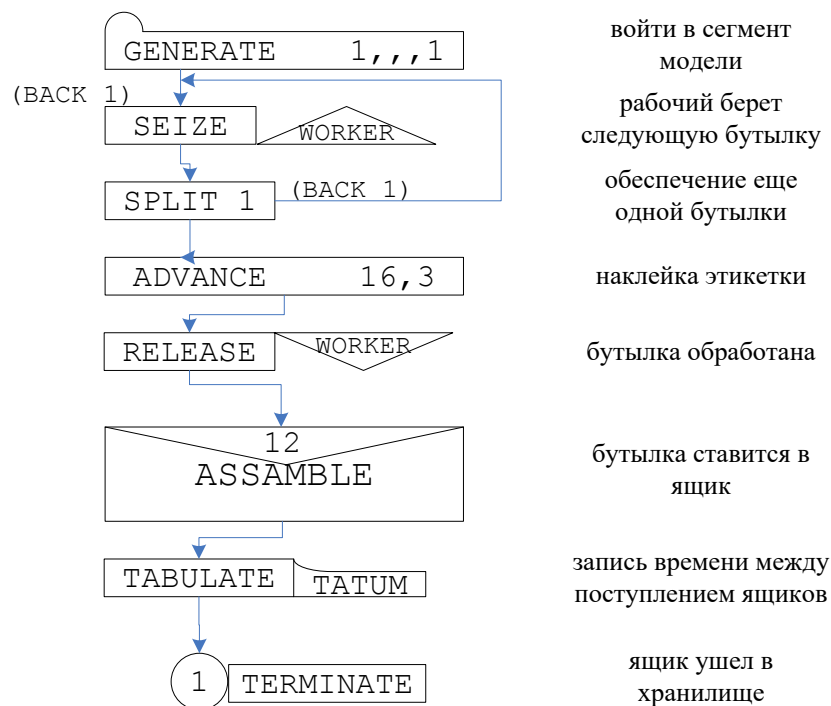 GENERATE 1,,,1
войти в сегмент
модели
(BACK 1)
SEIZE WORKER
рабочий берет
следующую бутылку
SPLIT 1 (BACK 1)
обеспечение еще
одной бутылки
ADVANCE 16,3
наклейка этикетки
RELEASE WORKER
бутылка обработана
12
ASSAMBLE
бутылка ставится в
ящик
TABULATE TATUM
запись времени между
поступлением ящиков
1 TERMINATE
ящик ушел в
хранилище